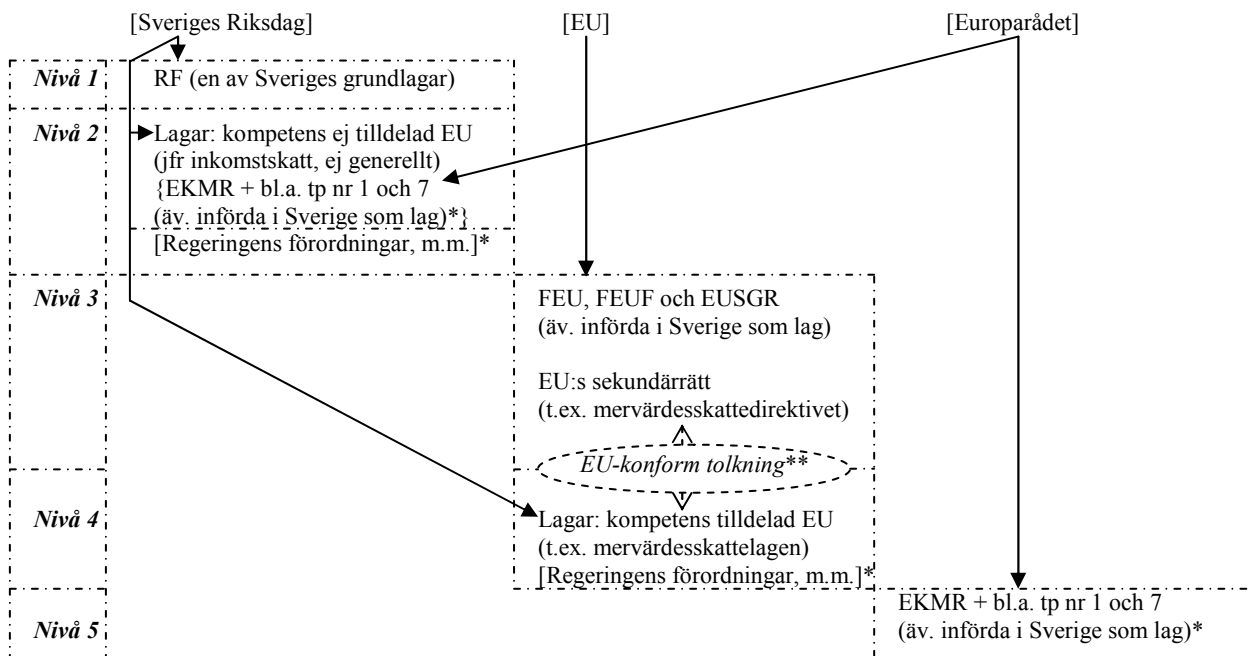 [Sveriges Riksdag] [EU] [Europarådet]
Nivå 1 RF (en av Sveriges grundlagar)
Nivå 2 Lagar: kompetens ej tilldelad EU
(jfr inkomstskatt, ej generellt)
{EKMR + bl.a. tp nr 1 och 7
(äv. införda i Sverige som lag)*}
[Regeringens förordningar, m.m.]*
Nivå 3 FEU, FEUF och EUSGR
(äv. införda i Sverige som lag)
EU:s sekundärrätt
(t.ex. mervärdesskattedirektivet)
EU-konform tolkning**
Nivå 4 Lagar: kompetens tilldelad EU
(t.ex. mervärdesskattelagen)
[Regeringens förordningar, m.m.]*
EKMR + bl.a. tp nr 1 och 7
Nivå 5 (äv. införda i Sverige som lag)*